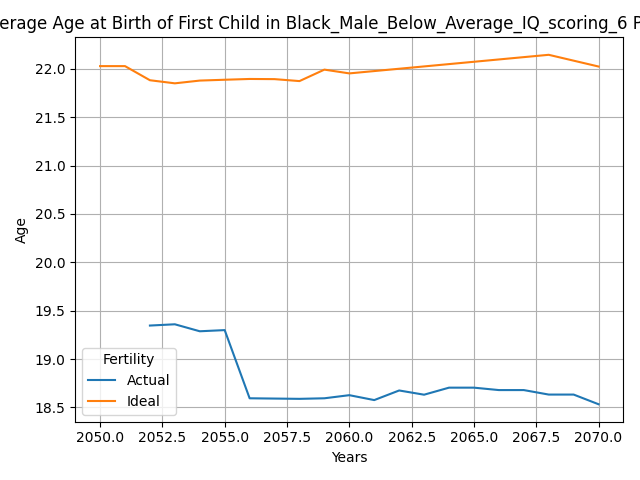 erage Age at Birth of First Child in Black_Male_Below_Average_IQ_scoring_6 P
22.0
21.5
21.0
20.5
20.0
19.5
19.0
18.5
Age
Fertility
Actual
Ideal
2050.0 2052.5 2055.0 2057.5 2060.0 2062.5 2065.0 2067.5 2070.0
Years